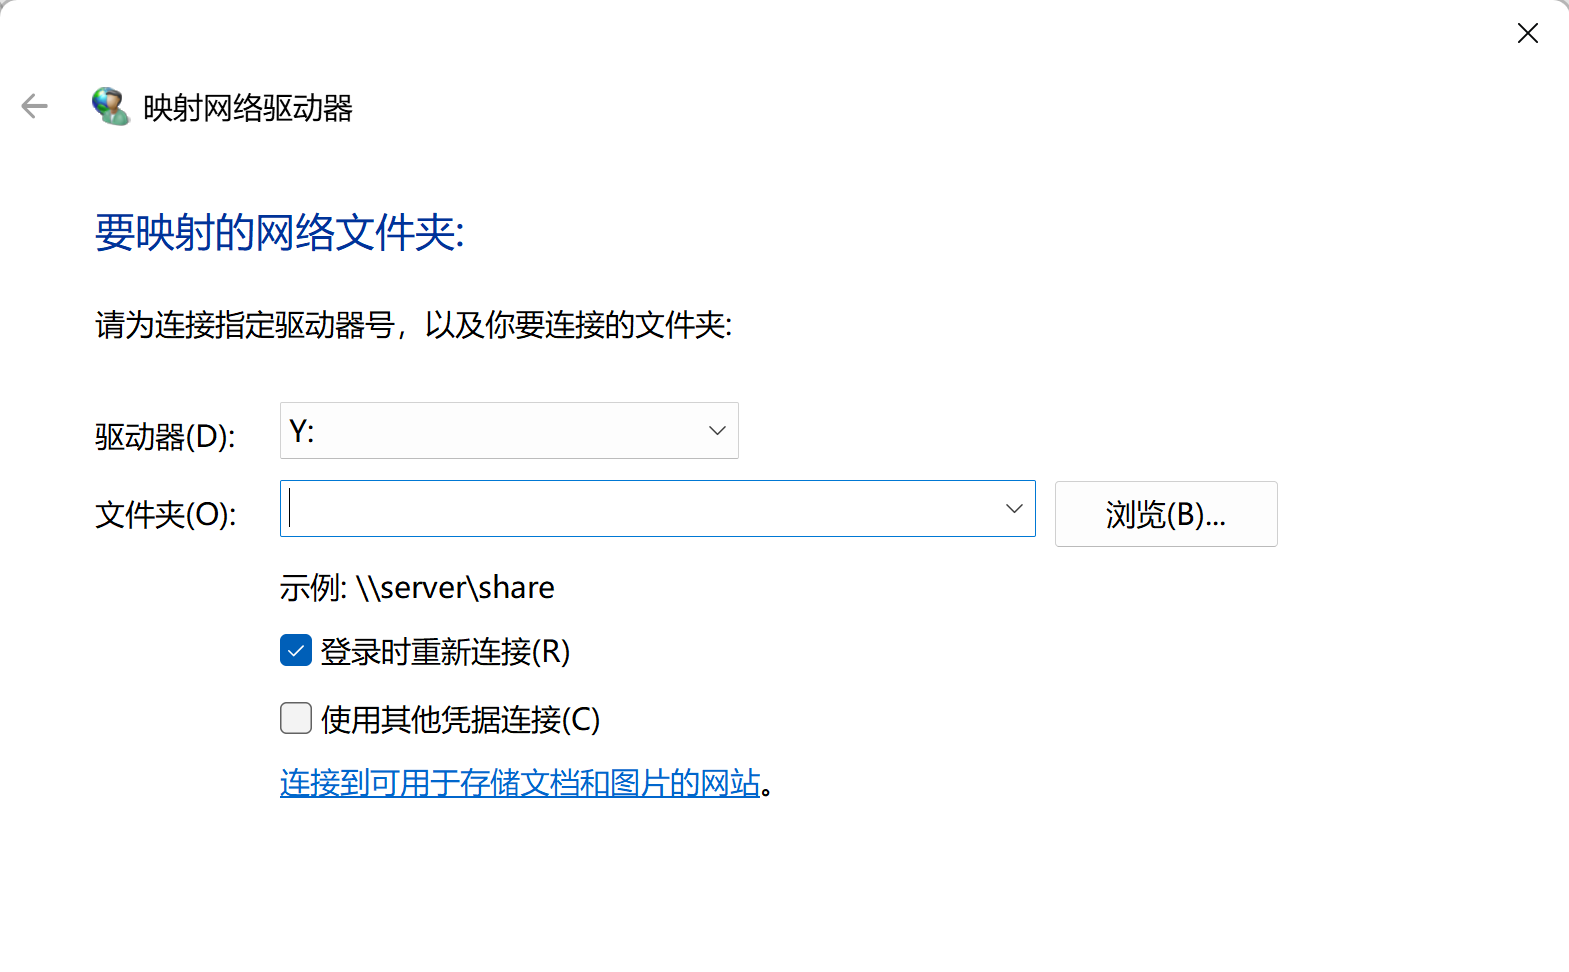 映射网络驱动器
要映射的网络文件夹:
请为连接指定驱动器号，以及你要连接的文件夹:
驱动器(D): Y:
文件夹(O): 浏览(B)...
示例: \\server\share
登录时重新连接(R)
使用其他凭据连接(C)
连接到可用于存储文档和图片的网站。